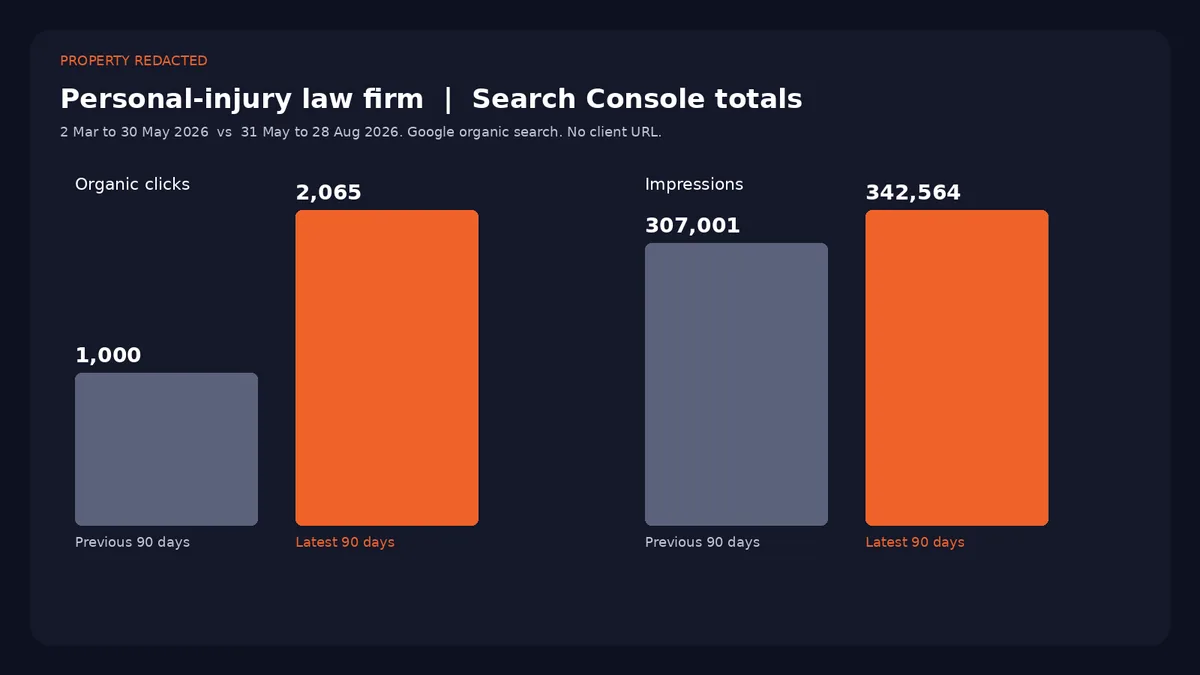 PROPERTY REDACTED
Personal-injury law firm | Search Console totals
2 Mar to 30 May 2026 vs 31 May to 28 Aug 2026. Google organic search. No client URL.
Organic clicks
1,000
Previous 90 days
2,065
Latest 90 days
Impressions
307,001
Previous 90 days
342,564
Latest 90 days